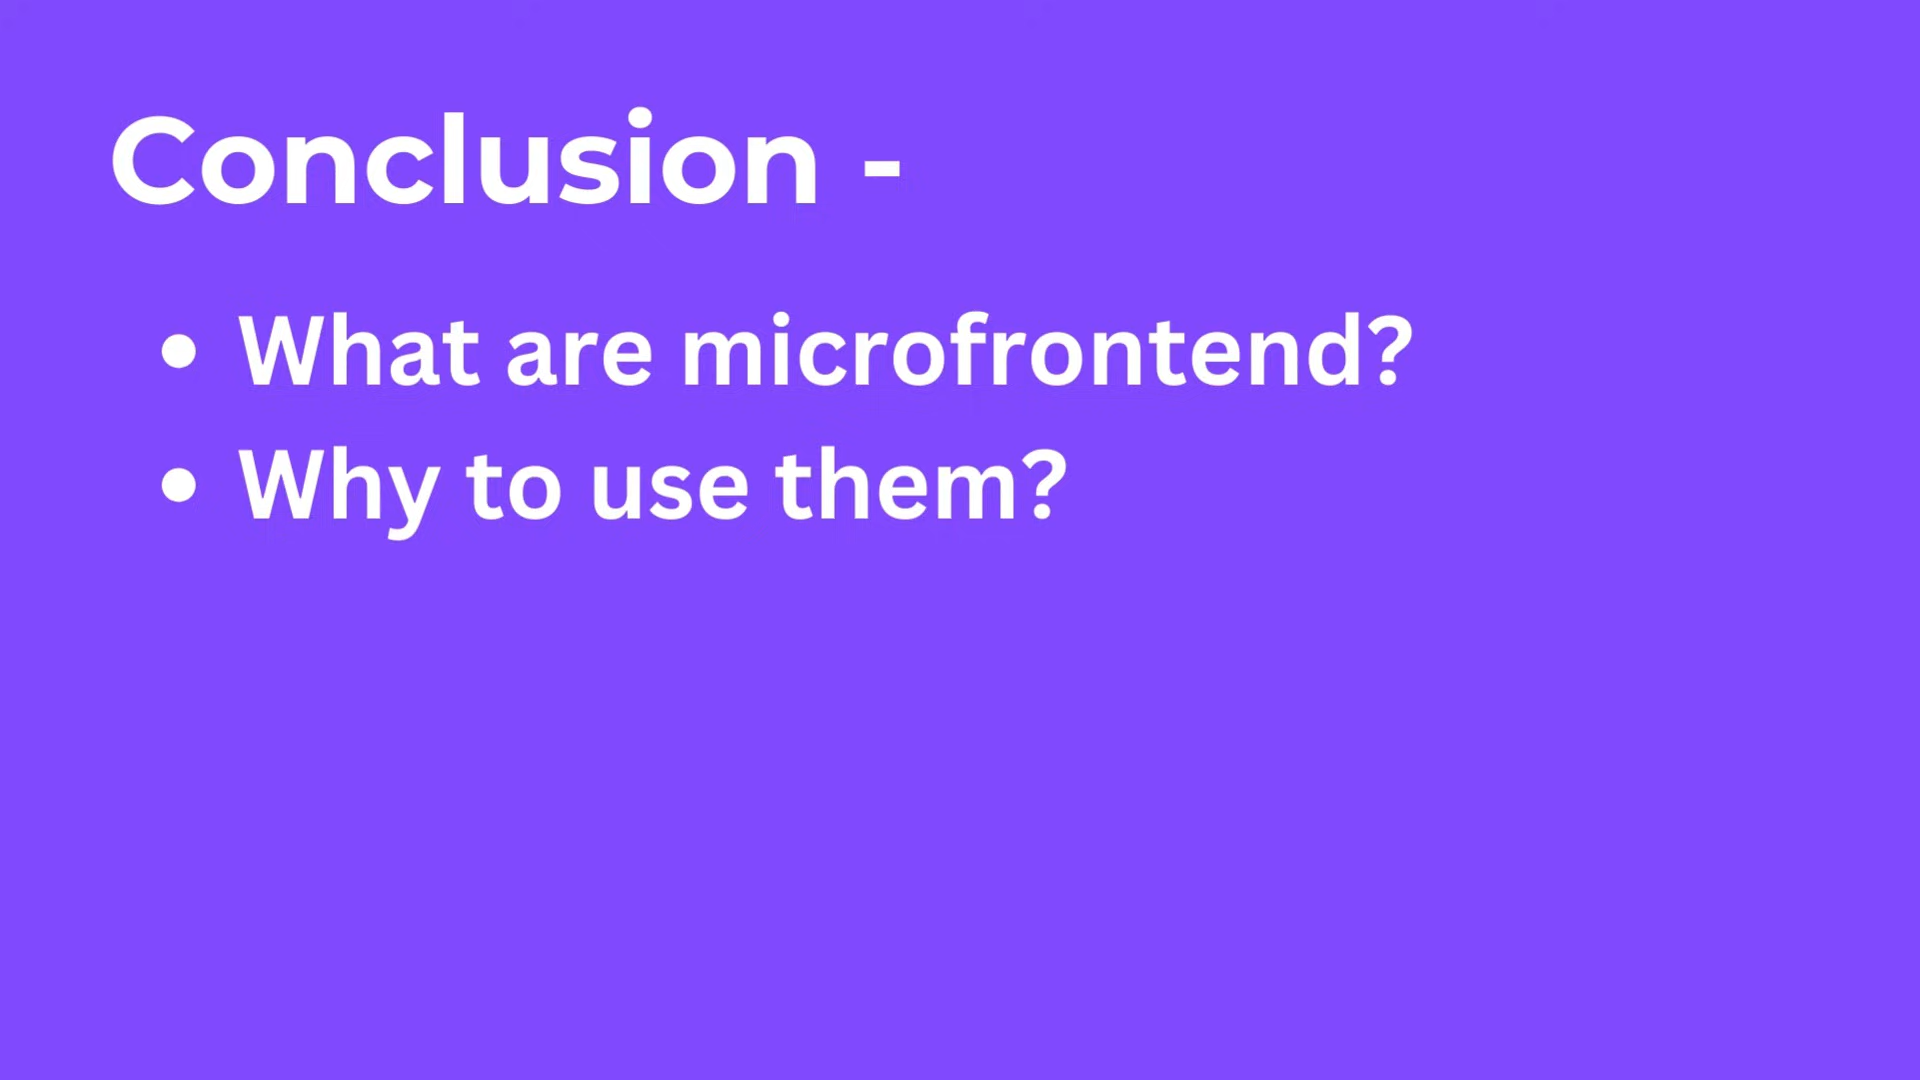 Conclusion -
• What are microfrontend?
• Why to use them?